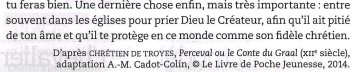 tu feras bien. Une dernière chose enfin, mais très importante : entre
souvent dans les églises pour prier Dieu le Créateur, afin qu'il ait pitié
de ton âme et qu'il te protège en ce monde comme son fidèle chrétien.
D'après CHRÉTIEN DE TROYES, Perceval ou le Conte du Graal (XIIᵉ siècle),
adaptation A.-M. Cadot-Colin, © Le Livre de Poche Jeunesse, 2014.